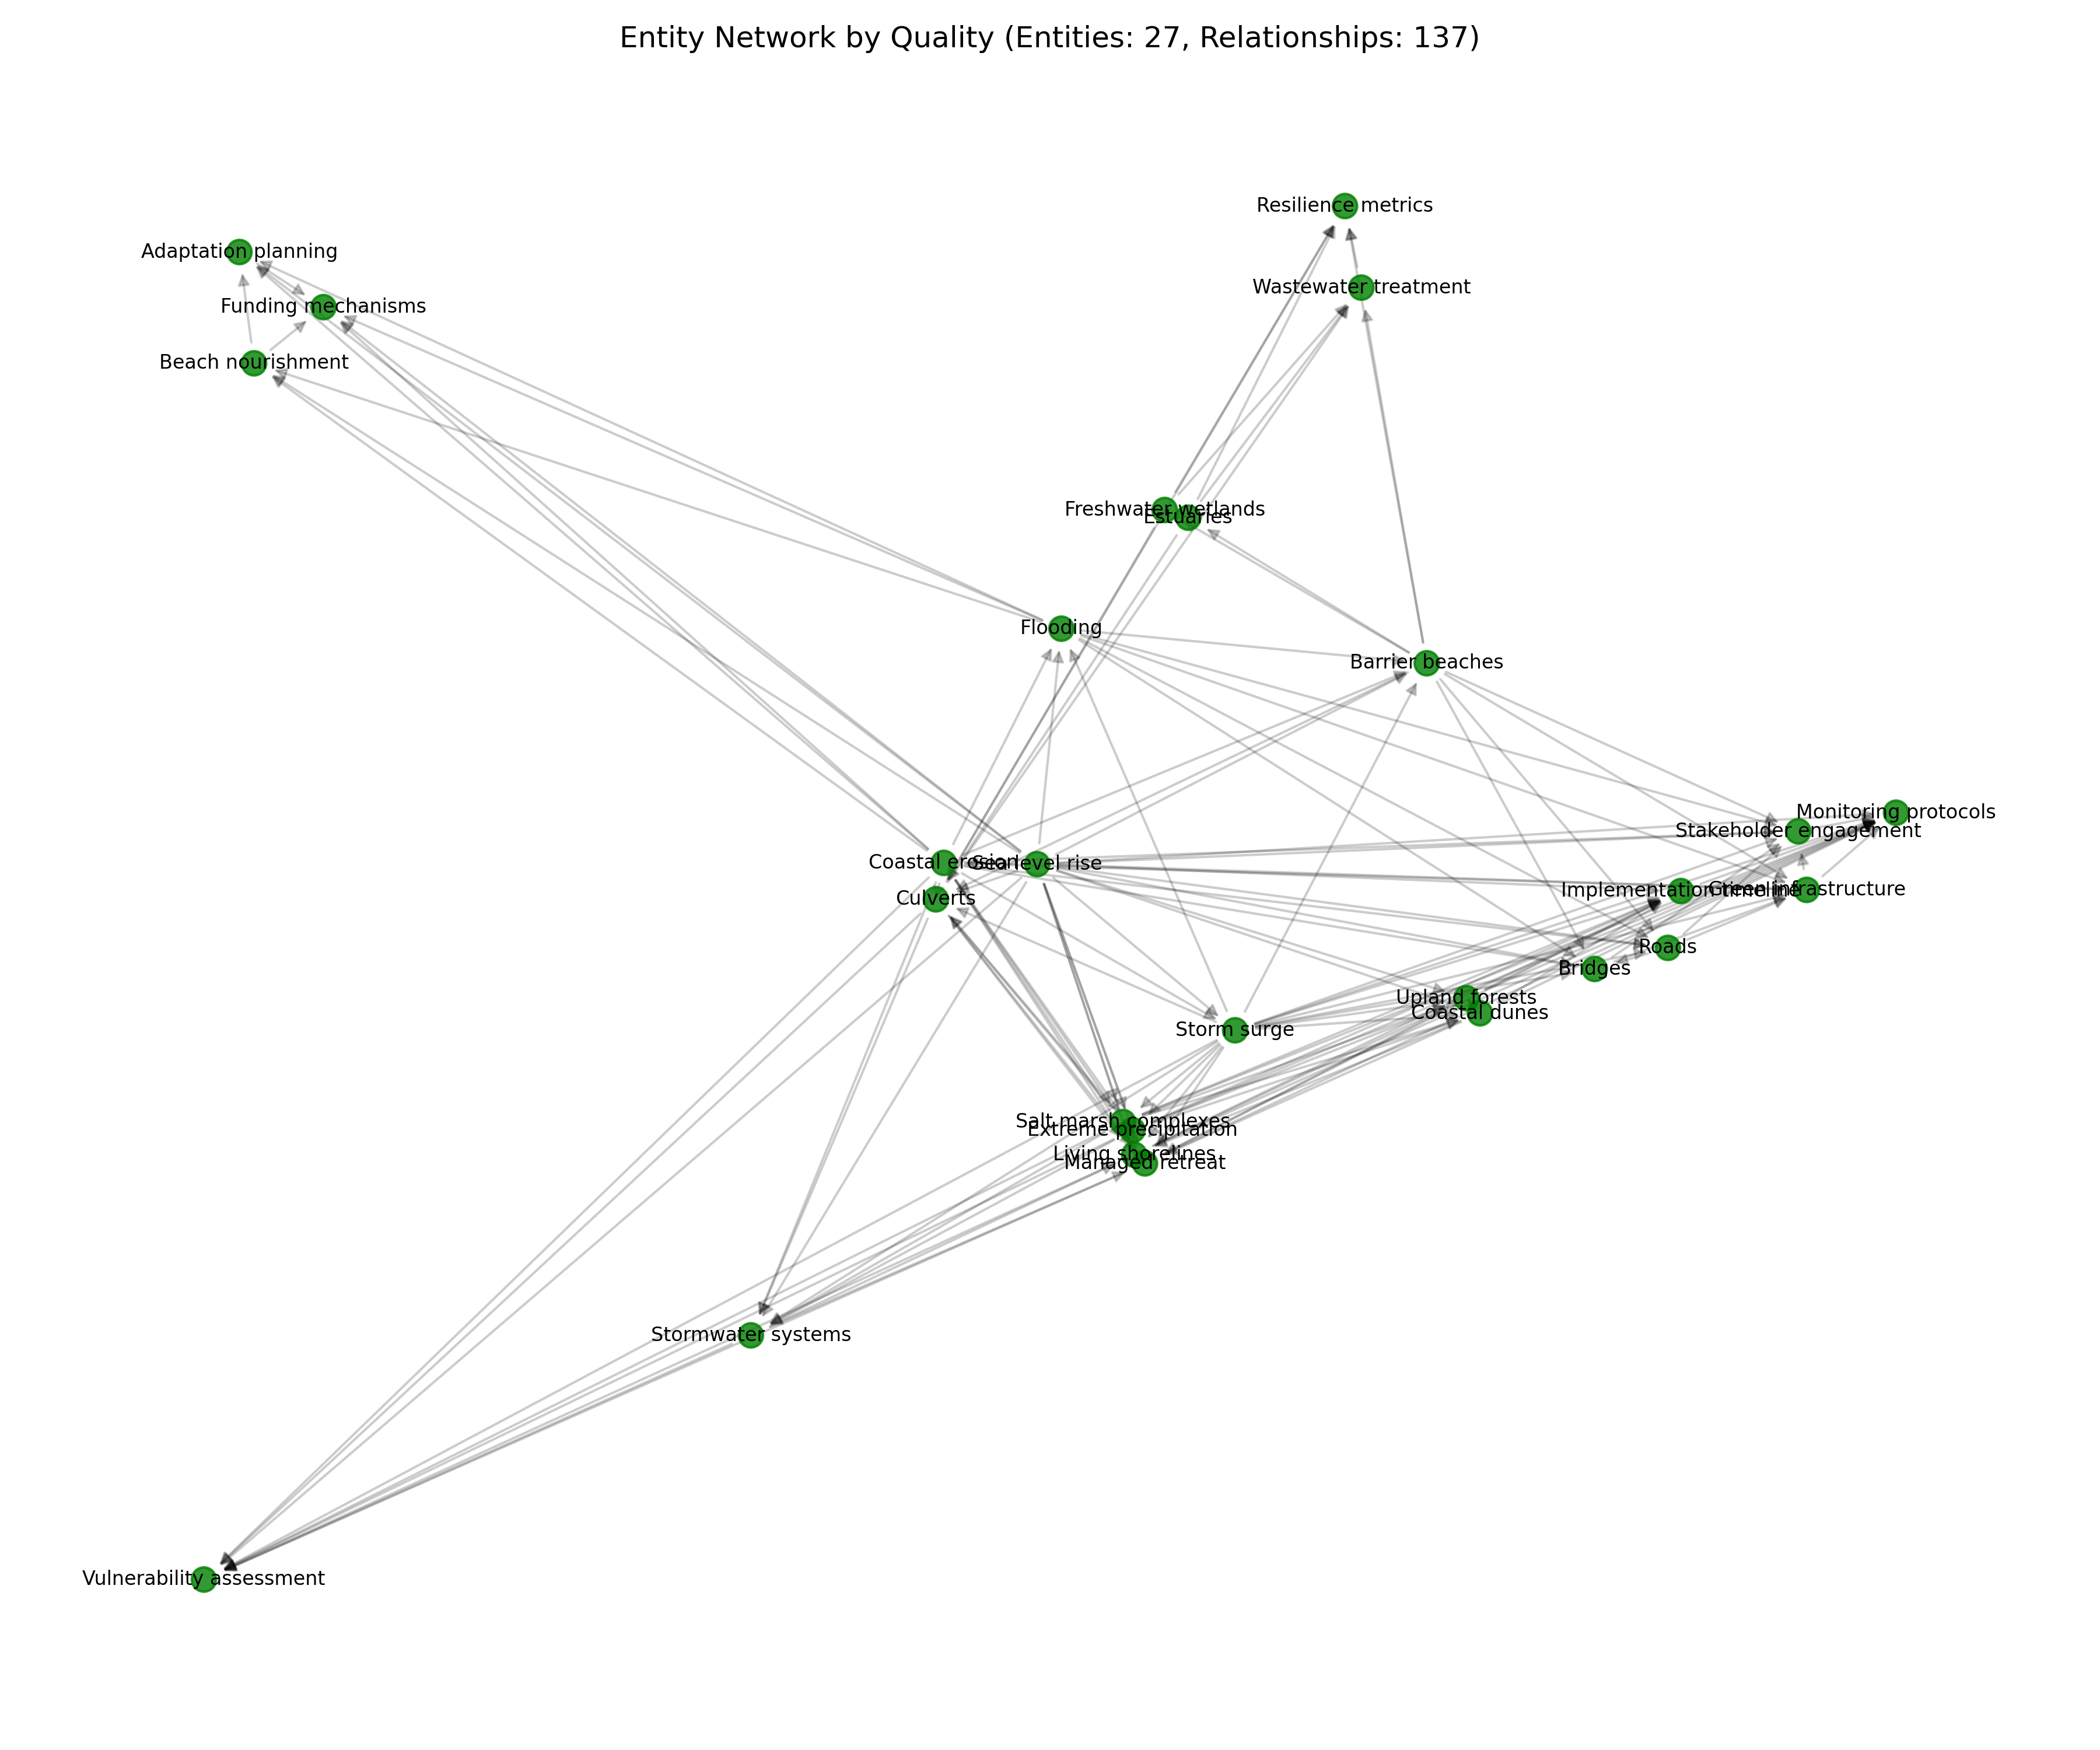 Entity Network by Quality (Entities: 27, Relationships: 137)
Resilience metrics
Adaptation planning
Wastewater treatment
Funding mechanisms
Beach nourishment
Freshwater wetlands
Estuaries
Flooding
Barrier beaches
Monitoring protocols
Stakeholder engagement
Coastal erosion
Sea level rise
Implementation timeline
Green infrastructure
Culverts
Roads
Bridges
Upland forests
Coastal dunes
Storm surge
Salt marsh complexes
Extreme precipitation
Living shorelines
Managed retreat
Stormwater systems
Vulnerability assessment